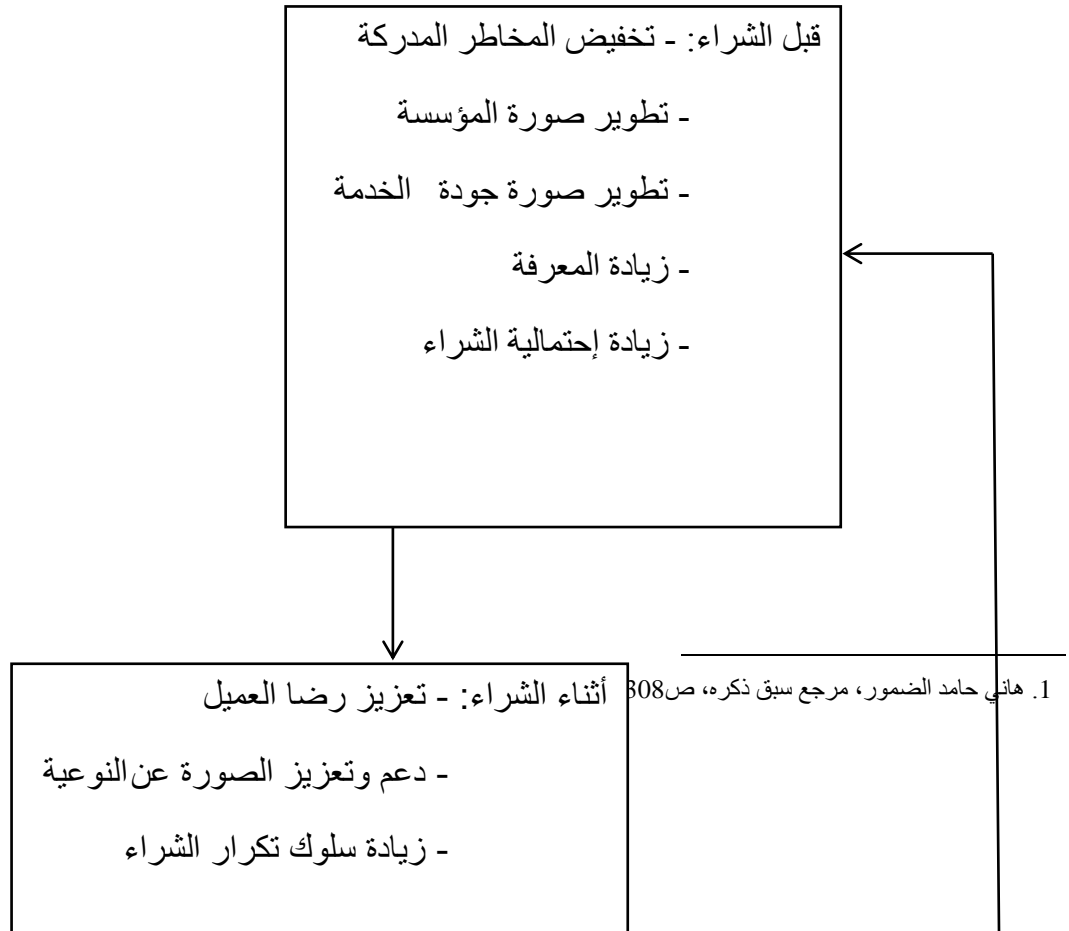 قبل الشراء: - تخفيض المخاطر المدركة
- تطوير صورة المؤسسة
- تطوير صورة جودة الخدمة
- زيادة المعرفة
- زيادة إحتمالية الشراء
أثناء الشراء: - تعزيز رضا العميل
- دعم وتعزيز الصورة عن النوعية
- زيادة سلوك تكرار الشراء
1. هاني حامد الضمور، مرجع سبق ذكره، ص308